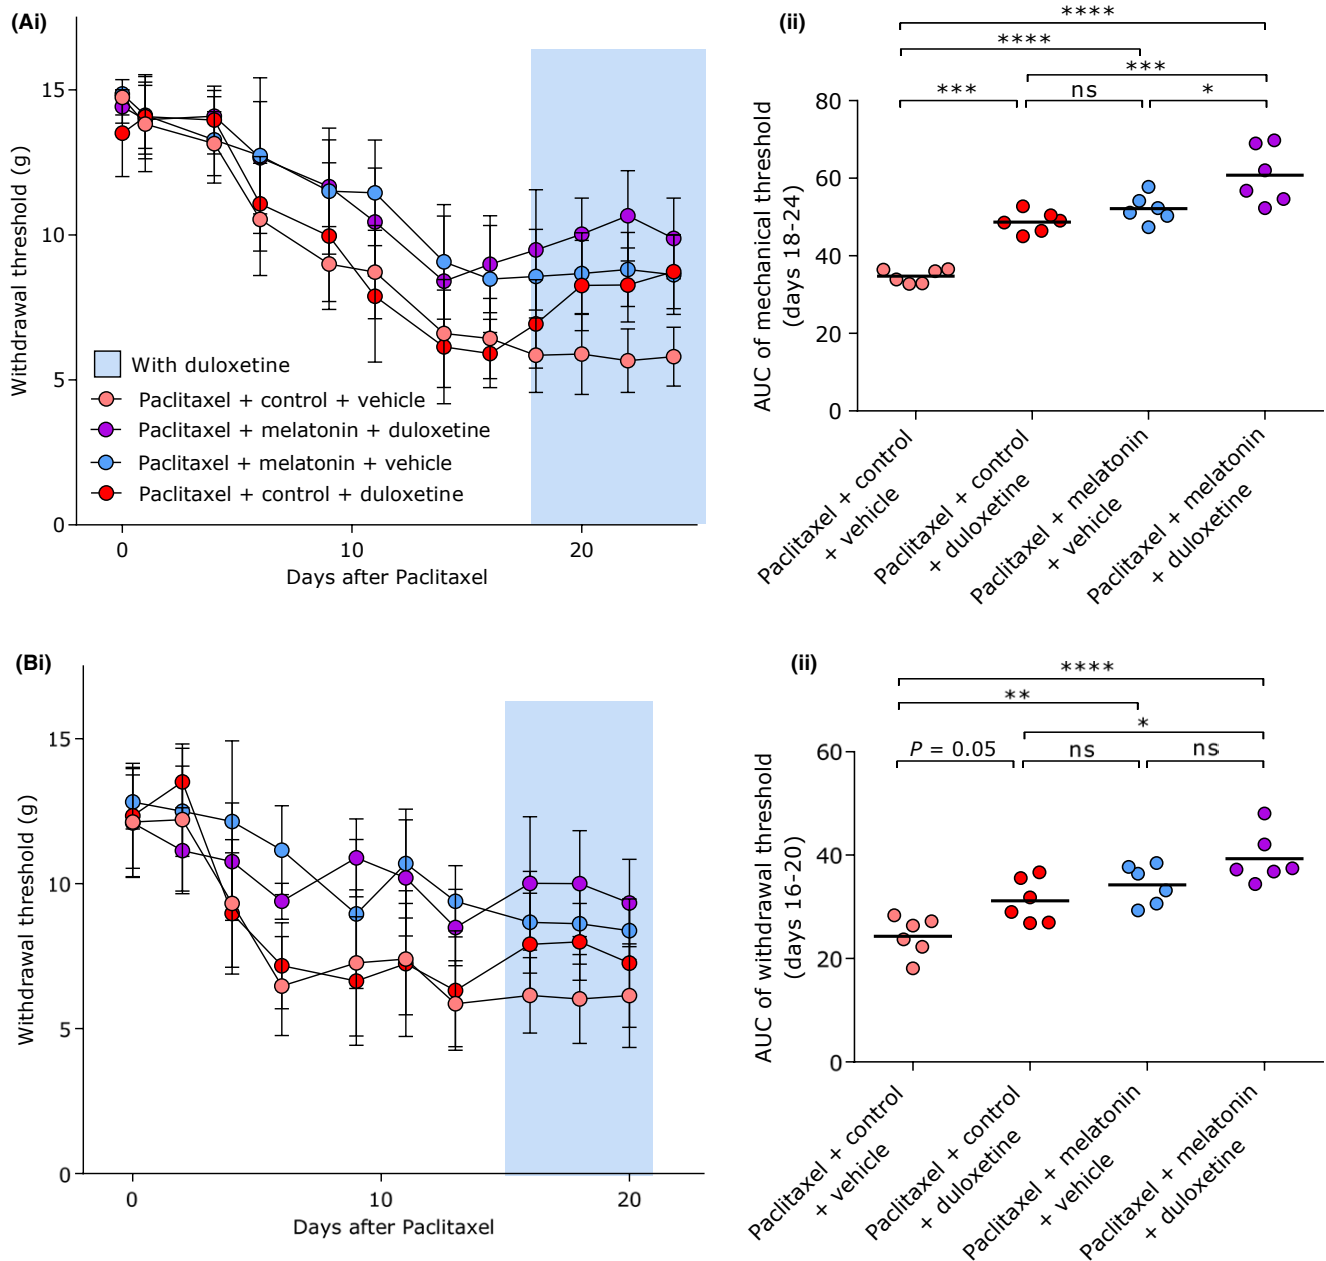 (Ai)
Withdrawal threshold (g)
15
10
5
0
With duloxetine
Paclitaxel + control + vehicle
Paclitaxel + melatonin + duloxetine
Paclitaxel + melatonin + vehicle
Paclitaxel + control + duloxetine
0
10
20
Days after Paclitaxel
(ii)
****
****
***
***
ns
*
AUC of mechanical threshold
(days 18-24)
80
60
40
20
0
Paclitaxel + control
+ vehicle
Paclitaxel + control
+ duloxetine
Paclitaxel + melatonin
+ vehicle
Paclitaxel + melatonin
+ duloxetine
(Bi)
Withdrawal threshold (g)
15
10
5
0
0
10
20
Days after Paclitaxel
(ii)
****
**
*
P = 0.05
ns
ns
AUC of withdrawal threshold
(days 16-20)
60
40
20
0
Paclitaxel + control
+ vehicle
Paclitaxel + control
+ duloxetine
Paclitaxel + melatonin
+ vehicle
Paclitaxel + melatonin
+ duloxetine